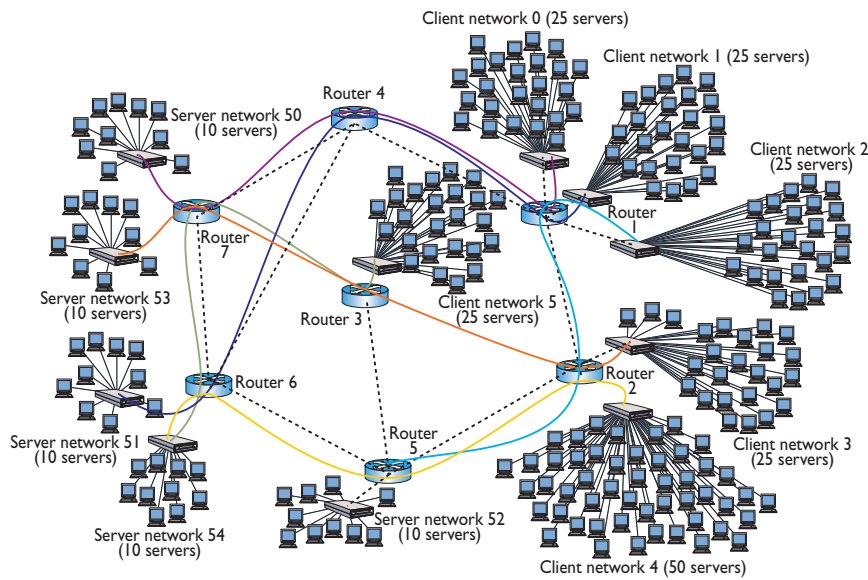 Client network 0 (25 servers)
Client network 1 (25 servers)
Router 4
Server network 50
(10 servers)
Client network 2
(25 servers)
Router
1
Router
7
Server network 53
(10 servers)
Client network 5
(25 servers)
Router 3
Router 6
Router
2
Server network 51
(10 servers)
Router
5
Client network 3
(25 servers)
Server network 52
(10 servers)
Server network 54
(10 servers)
Client network 4 (50 servers)